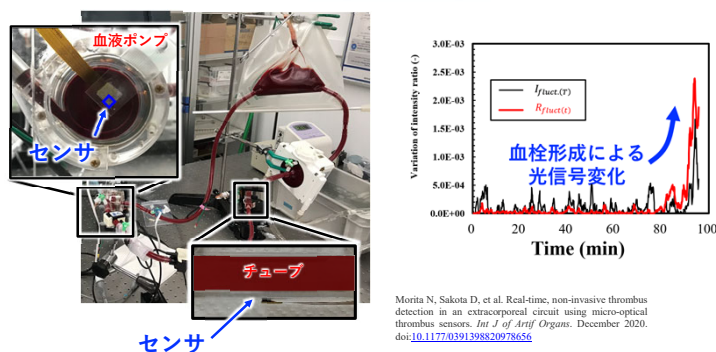 血液ポンプ
センサ
チューブ
センサ
3.0E-03
2.5E-03
2.0E-03
1.5E-03
1.0E-03
5.0E-04
0.0E+00
Variation of intensity ratio (-)
I_fluct.(T)
R_fluct(t)
血栓形成による
光信号変化
0 20 40 60 80 100
Time (min)
Morita N, Sakota D, et al. Real-time, non-invasive thrombus
detection in an extracorporeal circuit using micro-optical
thrombus sensors. Int J of Artif Organs. December 2020.
doi:10.1177/0391398820978656